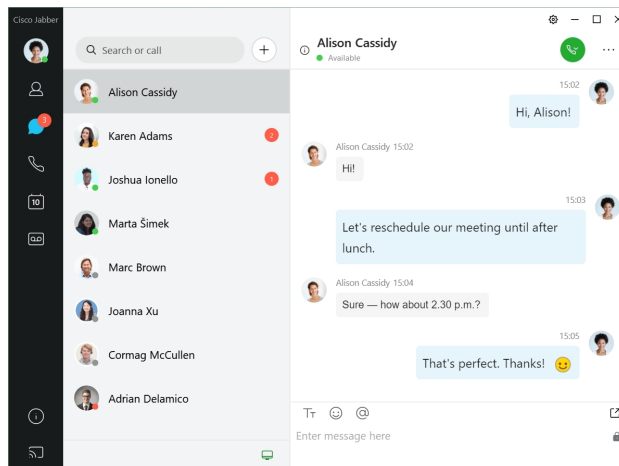 Cisco Jabber
3
10
Search or call
Alison Cassidy
Karen Adams
2
Joshua Ionello
1
Marta Šimek
Marc Brown
Joanna Xu
Cormag McCullen
Adrian Delamico
Alison Cassidy
Available
15:02
Hi, Alison!
Alison Cassidy 15:02
Hi!
15:03
Let's reschedule our meeting until after
lunch.
Alison Cassidy 15:04
Sure — how about 2.30 p.m.?
15:05
That's perfect. Thanks!
TT
@
Enter message here